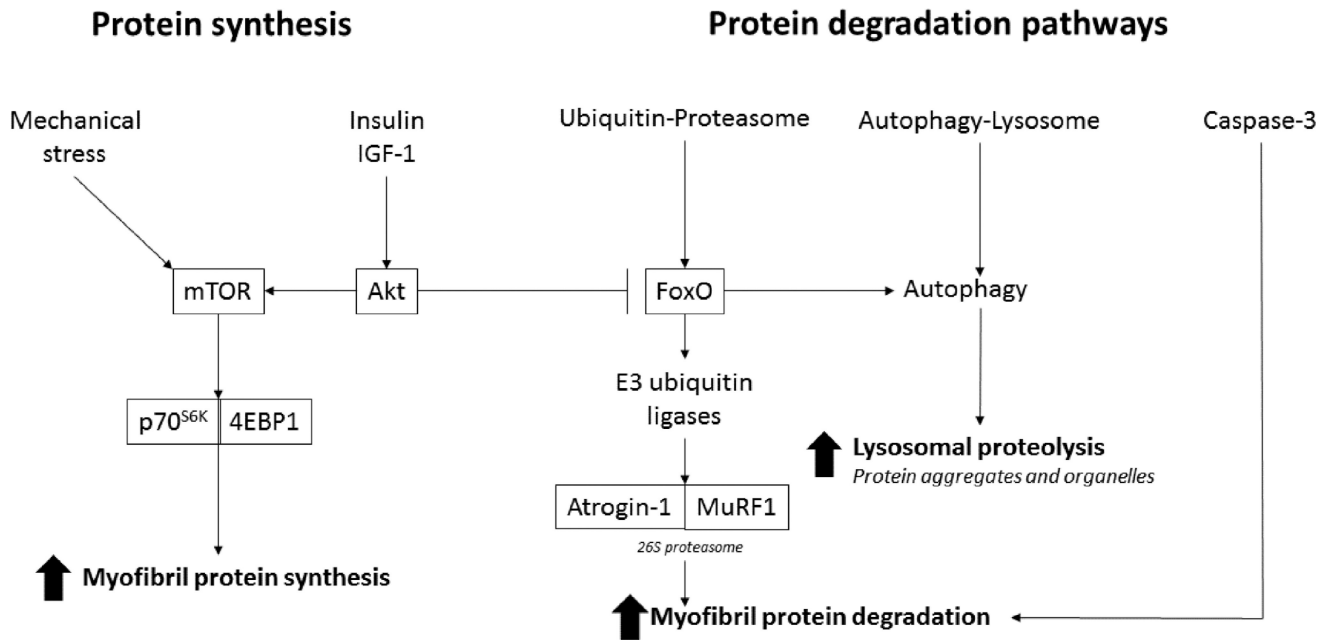 Protein synthesis
Protein degradation pathways
Mechanical
stress
Insulin
IGF-1
Ubiquitin-Proteasome
Autophagy-Lysosome
Caspase-3
mTOR
Akt
FoxO
Autophagy
E3 ubiquitin
ligases
p70S6K
4EBP1
Lysosomal proteolysis
Protein aggregates and organelles
Atrogin-1
MuRF1
26S proteasome
Myofibril protein synthesis
Myofibril protein degradation